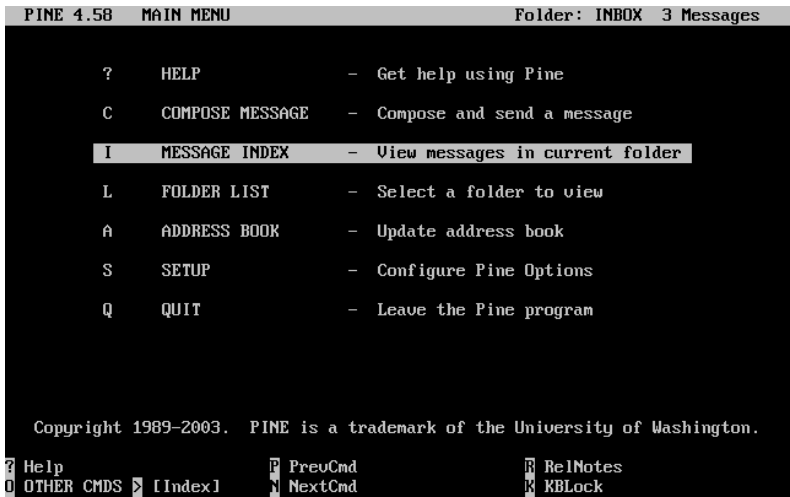 PINE 4.58 MAIN MENU Folder: INBOX 3 Messages
? HELP - Get help using Pine
C COMPOSE MESSAGE - Compose and send a message
I MESSAGE INDEX - View messages in current folder
L FOLDER LIST - Select a folder to view
A ADDRESS BOOK - Update address book
S SETUP - Configure Pine Options
Q QUIT - Leave the Pine program
Copyright 1989-2003. PINE is a trademark of the University of Washington.
? Help P PrevCmd R RelNotes
O OTHER CMDS > [Index] N NextCmd K KBLock